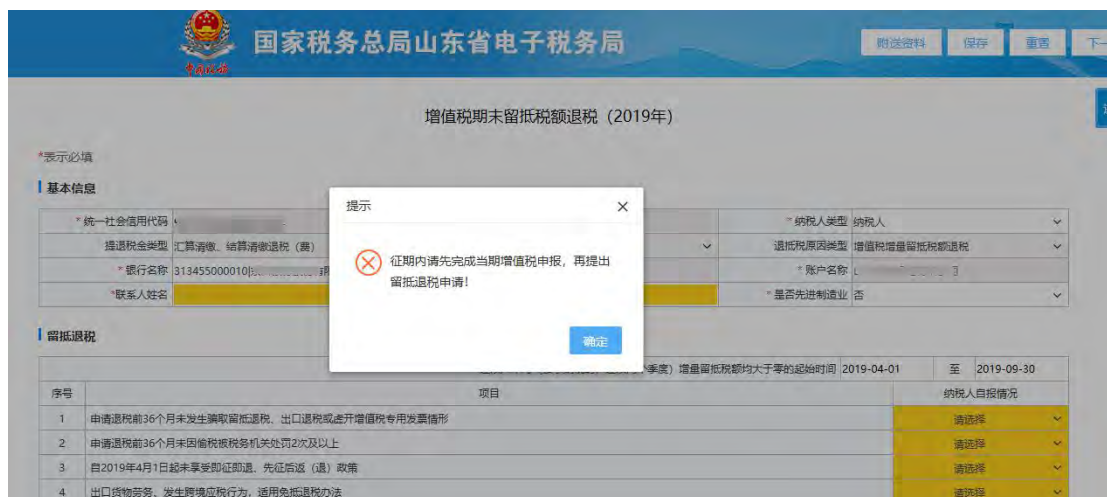 国家税务总局山东省电子税务局
附送资料 保存 重置
增值税期末留抵税额退税（2019年）
*表示必填
基本信息
*统一社会信用代码
*纳税人类型 纳税人
提退税金类型 汇算清缴、结算清缴退税（费）
退抵税原因类型 增值税增量留抵税额退税
*银行名称 313455000010
*账户名称
*联系人姓名
*是否先进制造业 否
提示
征期内请先完成当期增值税申报，再提出
留抵退税申请!
确定
留抵退税
季度）增量留抵税额均大于零的起始时间 2019-04-01 至 2019-09-30
序号 项目 纳税人自报情况
1 申请退税前36个月未发生骗取留抵退税、出口退税或虚开增值税专用发票情形 请选择
2 申请退税前36个月未因偷税被税务机关处罚2次及以上 请选择
3 自2019年4月1日起未享受即征即退、先征后返（退）政策 请选择
4 出口货物劳务、发生跨境应税行为，适用免抵退税办法 请选择